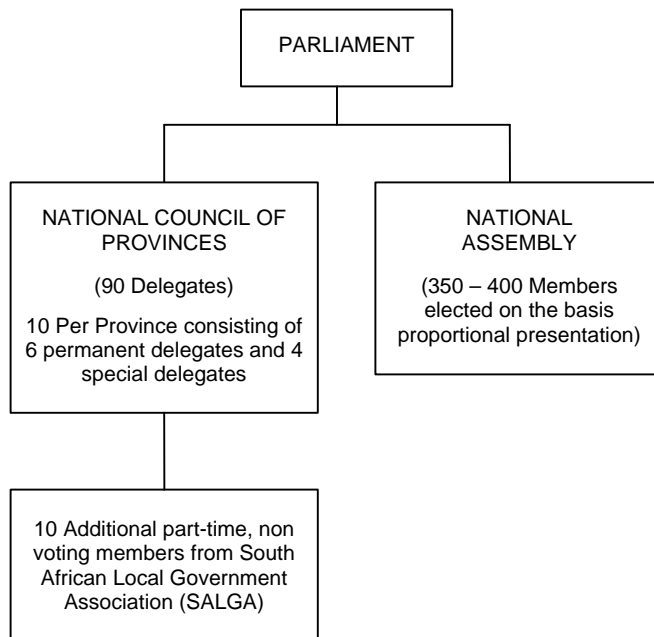 PARLIAMENT
NATIONAL COUNCIL OF
PROVINCES
(90 Delegates)
10 Per Province consisting of
6 permanent delegates and 4
special delegates
NATIONAL
ASSEMBLY
(350 – 400 Members
elected on the basis
proportional presentation)
10 Additional part-time, non
voting members from South
African Local Government
Association (SALGA)